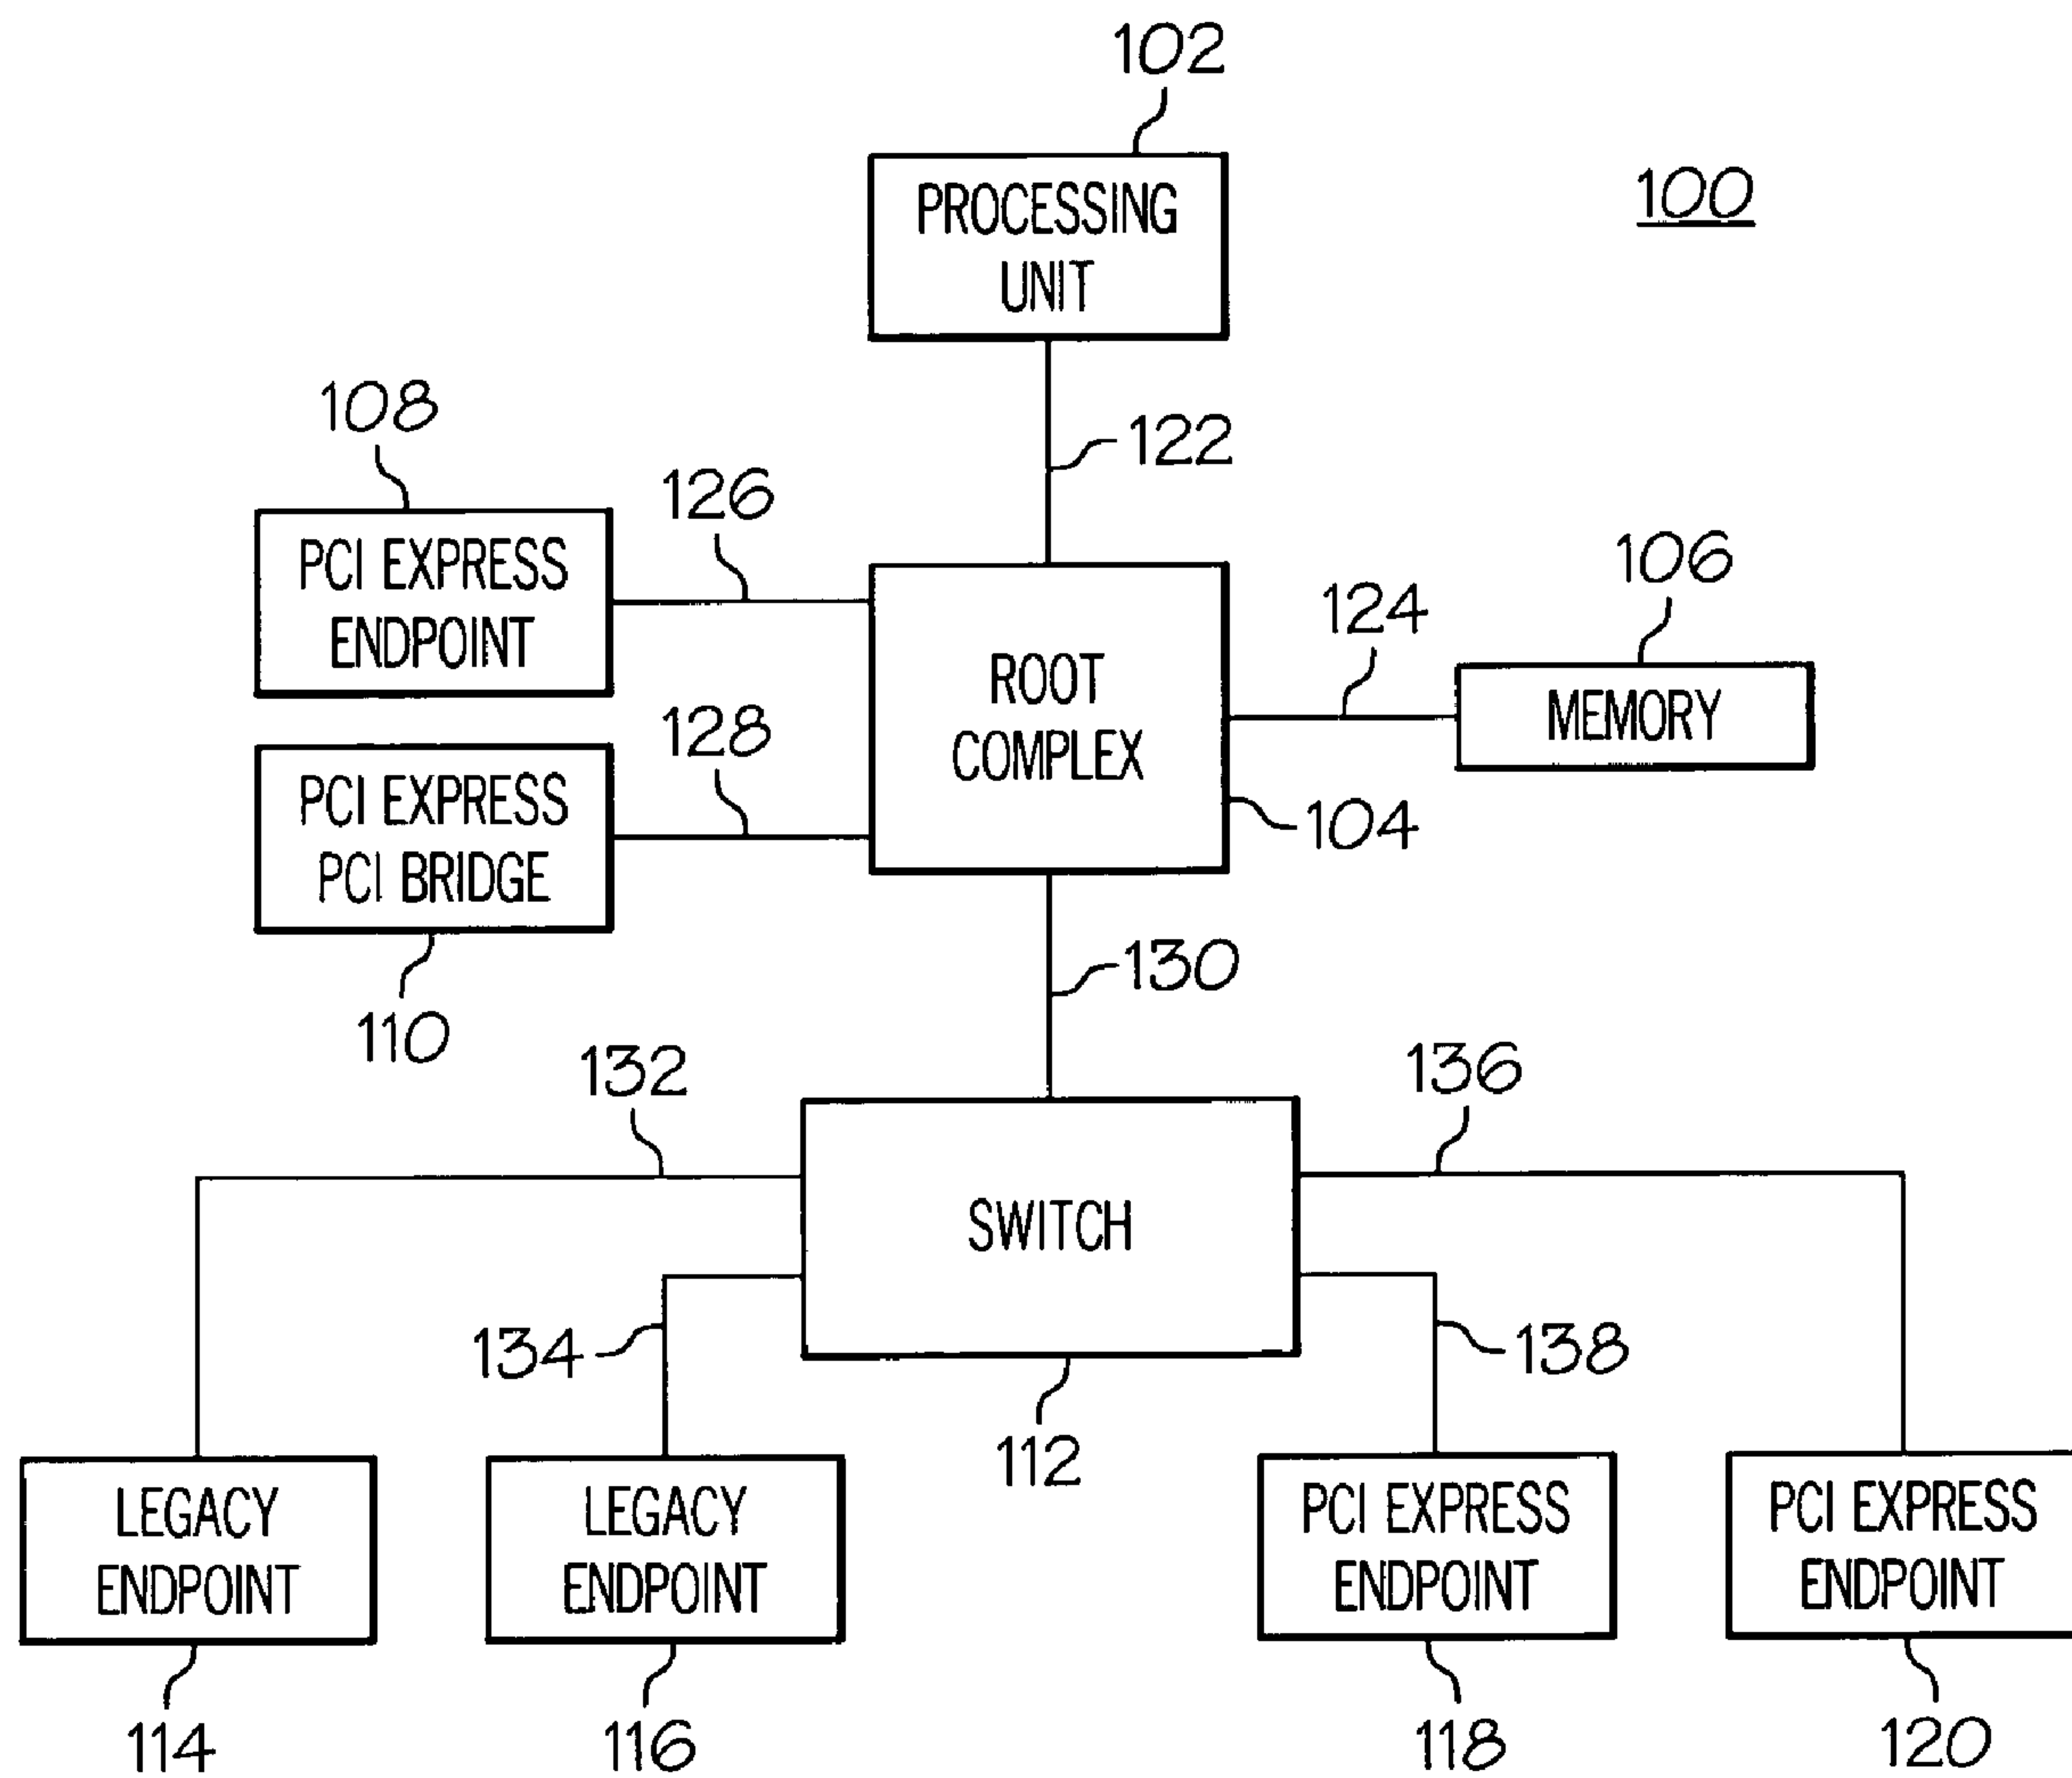 102
PROCESSING
UNIT
100
122
108
PCI EXPRESS
ENDPOINT
126
ROOT
COMPLEX
124
106
MEMORY
128
PCI EXPRESS
PCI BRIDGE
104
110
130
132
136
SWITCH
134
138
112
LEGACY
ENDPOINT
LEGACY
ENDPOINT
PCI EXPRESS
ENDPOINT
PCI EXPRESS
ENDPOINT
114
116
118
120